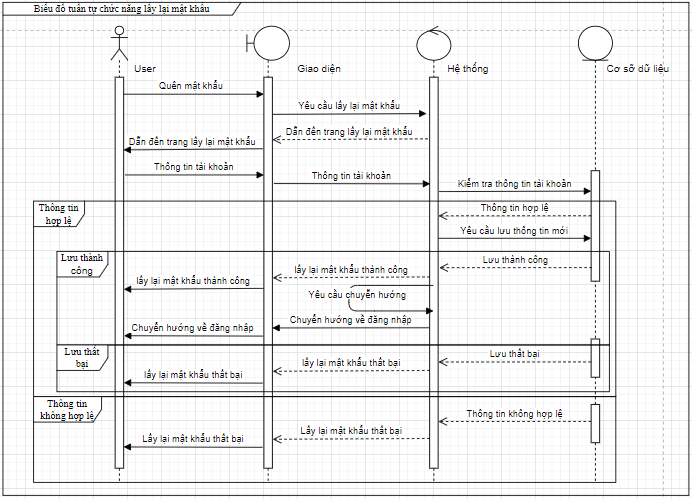 Biểu đồ tuần tự chức năng lấy lại mật khẩu
User
Giao diện
Hệ thống
Cơ sỡ dữ liệu
Quên mật khẩu
Yếu cầu lấy lại mật khẩu
Dẫn đến trang lấy lại mật khẩu
Dẫn đến trang lấy lại mật khẩu
Thông tin tài khoản
Thông tin tài khoản
Kiểm tra thông tin tài khoản
Thông tin
hợp lệ
Thông tin hợp lệ
Yêu cầu lưu thông tin mới
Lưu thành
công
Lưu thành công
lấy lại mật khẩu thành công
lấy lại mật khẩu thành công
Yêu cầu chuyển hướng
Chuyển hướng về đăng nhập
Chuyển hướng về đăng nhập
Lưu thất
bại
Lưu thất bại
lấy lại mật khẩu thất bại
lấy lại mật khẩu thất bại
Thông tin
không hợp lệ
Thông tin không hợp lệ
Lấy lại mật khẩu thất bại
Lấy lại mật khẩu thất bại